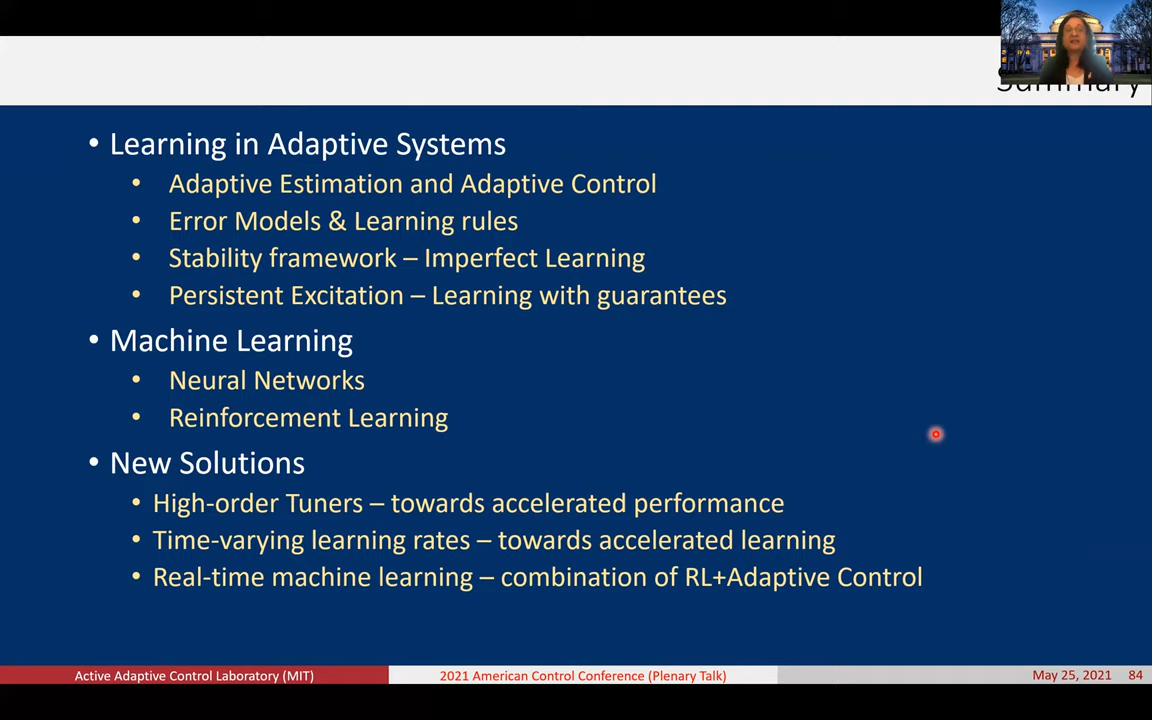 Summary
• Learning in Adaptive Systems
• Adaptive Estimation and Adaptive Control
• Error Models & Learning rules
• Stability framework – Imperfect Learning
• Persistent Excitation – Learning with guarantees
• Machine Learning
• Neural Networks
• Reinforcement Learning
• New Solutions
• High-order Tuners – towards accelerated performance
• Time-varying learning rates – towards accelerated learning
• Real-time machine learning – combination of RL+Adaptive Control
Active Adaptive Control Laboratory (MIT)
2021 American Control Conference (Plenary Talk)
May 25, 2021 84